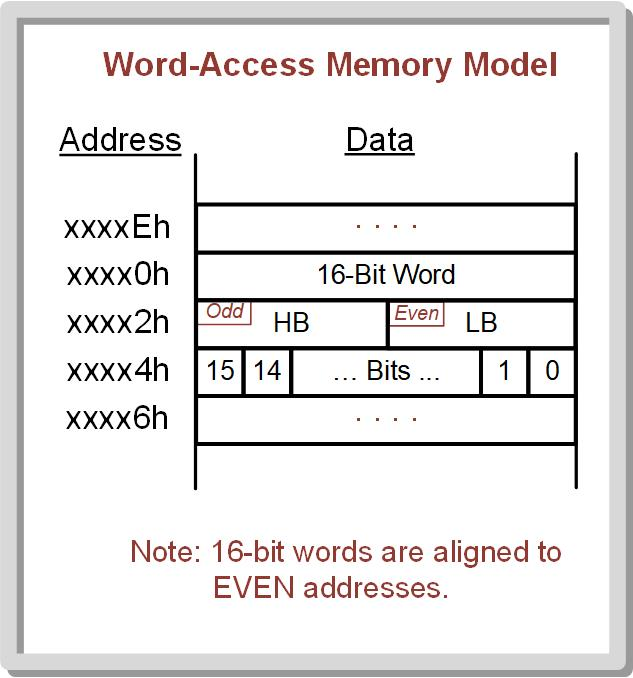 Word-Access Memory Model
Address Data
xxxxEh . . . .
xxxx0h 16-Bit Word
xxxx2h Odd HB Even LB
xxxx4h 15 14 ... Bits ... 1 0
xxxx6h . . . .
Note: 16-bit words are aligned to
EVEN addresses.